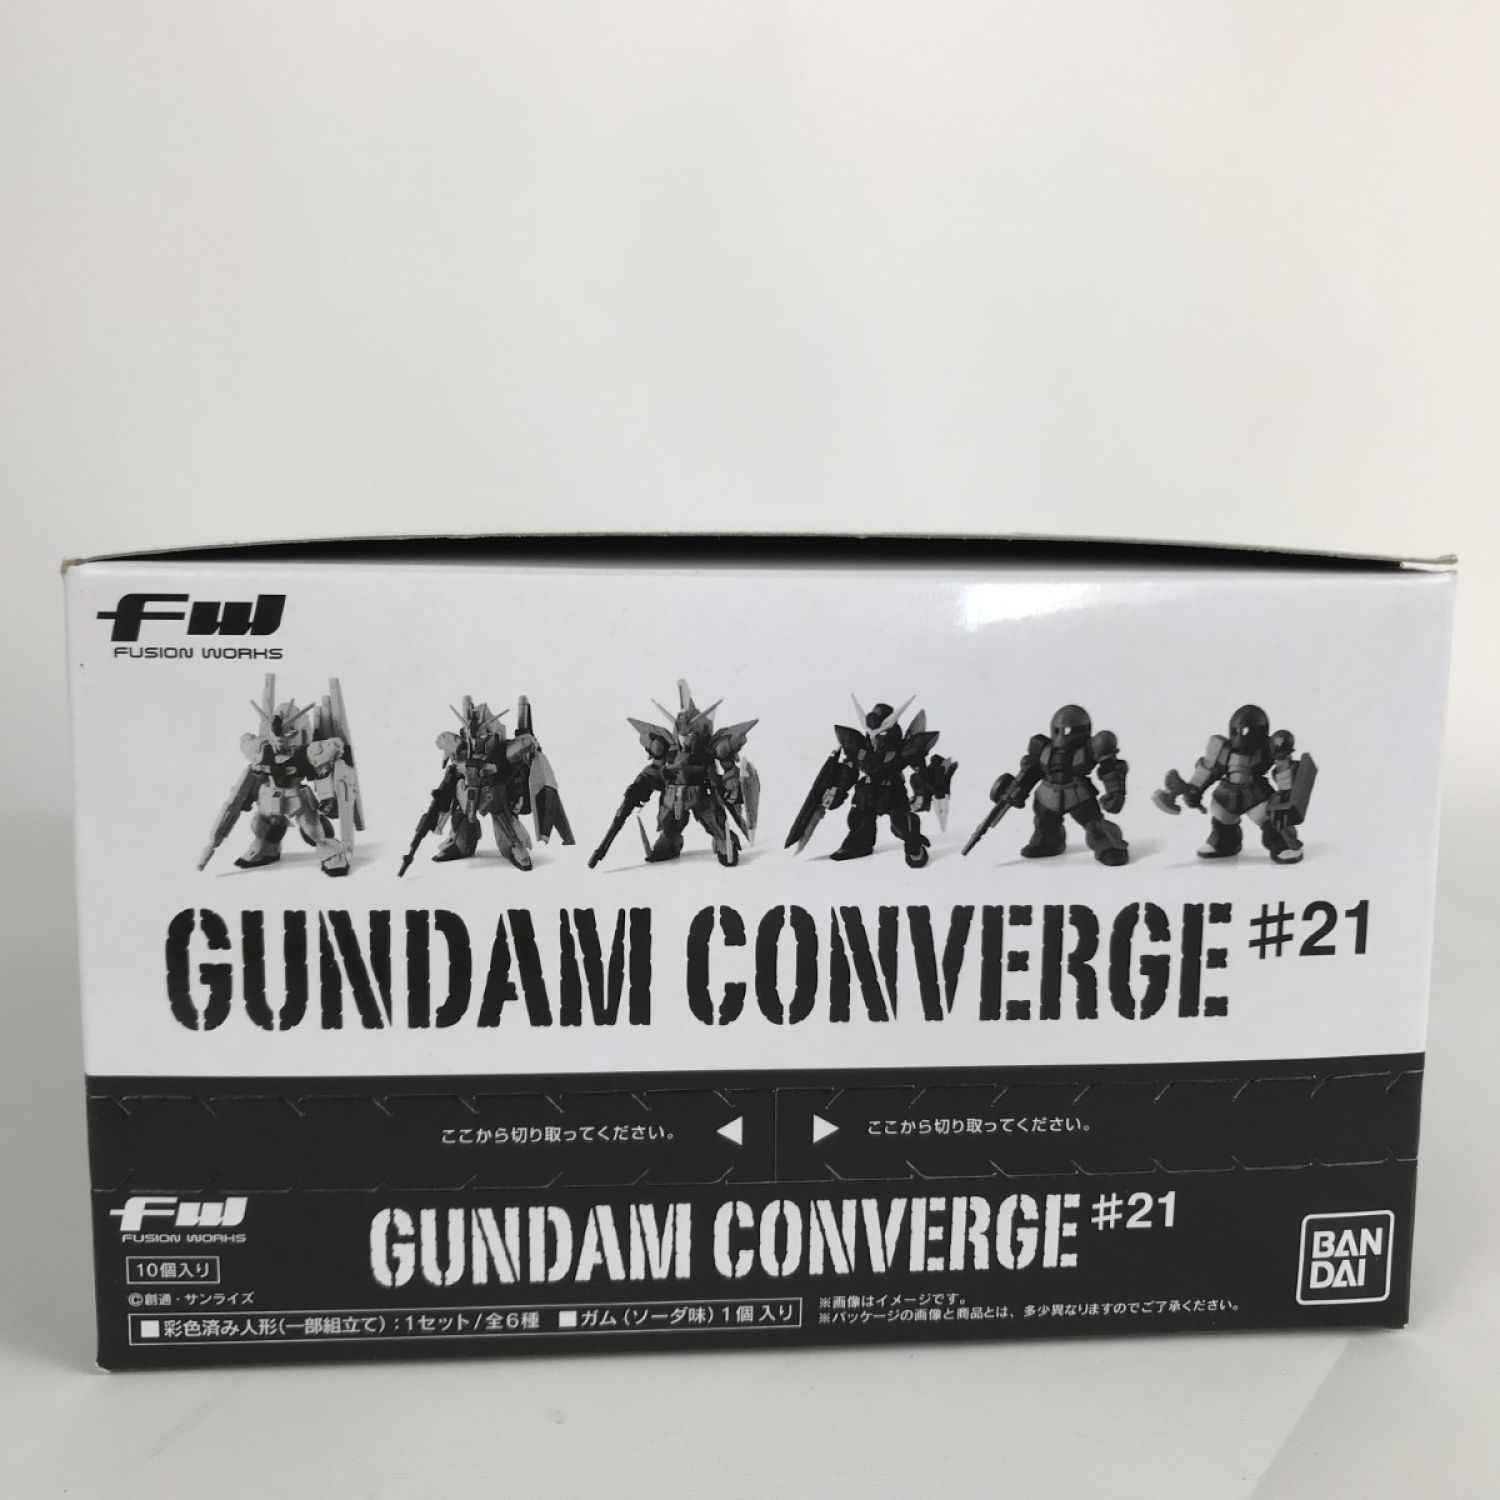 FW
FUSION WORKS
GUNDAM CONVERGE #21
ここから切り取ってください。
ここから切り取ってください。
FW
FUSION WORKS
GUNDAM CONVERGE #21
BAN
DAI
10個入り
©創通・サンライズ
■彩色済み人形(一部組立て):1セット/全6種 ■ガム(ソーダ味)1個入り
※画像はイメージです。
※パッケージの画像と商品とは、多少異なりますのでご了承ください。